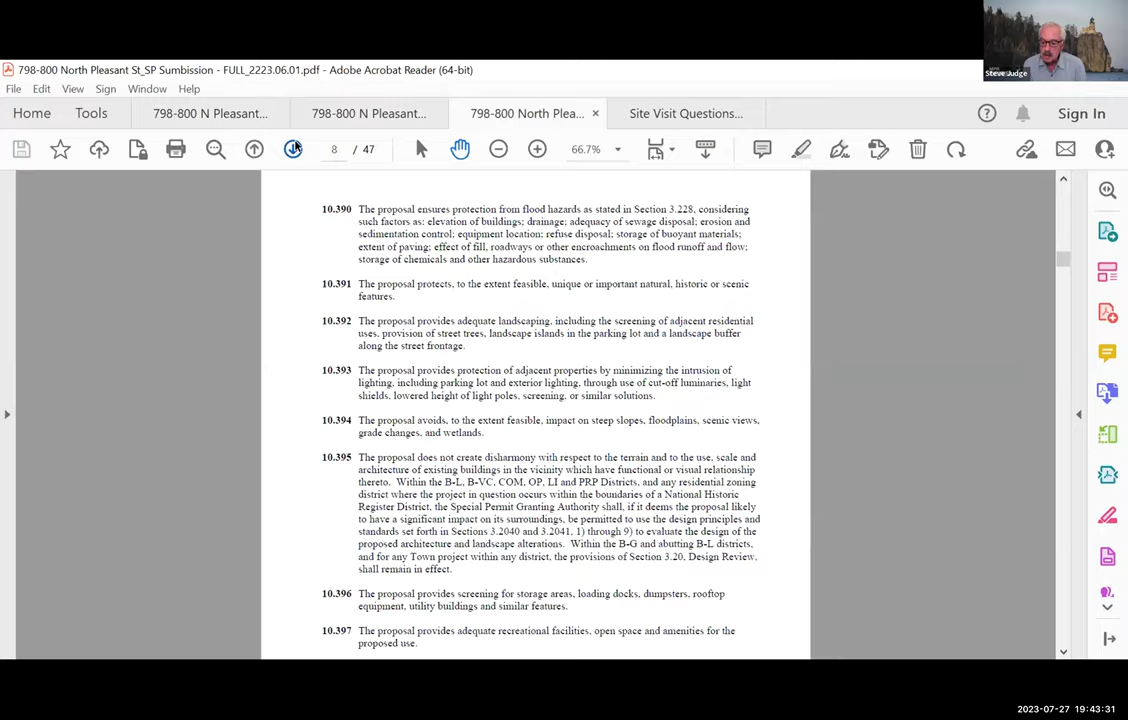 Steve Judge
798-800 North Pleasant St_SP Sumbission - FULL_2223.06.01.pdf - Adobe Acrobat Reader (64-bit)
File Edit View Sign Window Help
Home Tools 798-800 N Pleasant... 798-800 N Pleasant... 798-800 North Plea... × Site Visit Questions... Sign In
8 / 47 66.7%
10.390 The proposal ensures protection from flood hazards as stated in Section 3.228, considering
such factors as: elevation of buildings; drainage; adequacy of sewage disposal; erosion and
sedimentation control; equipment location; refuse disposal; storage of buoyant materials;
extent of paving; effect of fill, roadways or other encroachments on flood runoff and flow;
storage of chemicals and other hazardous substances.
10.391 The proposal protects, to the extent feasible, unique or important natural, historic or scenic
features.
10.392 The proposal provides adequate landscaping, including the screening of adjacent residential
uses, provision of street trees, landscape islands in the parking lot and a landscape buffer
along the street frontage.
10.393 The proposal provides protection of adjacent properties by minimizing the intrusion of
lighting, including parking lot and exterior lighting, through use of cut-off luminaries, light
shields, lowered height of light poles, screening, or similar solutions.
10.394 The proposal avoids, to the extent feasible, impact on steep slopes, floodplains, scenic views,
grade changes, and wetlands.
10.395 The proposal does not create disharmony with respect to the terrain and to the use, scale and
architecture of existing buildings in the vicinity which have functional or visual relationship
thereto. Within the B-L, B-VC, COM, OP, LI and PRP Districts, and any residential zoning
district where the project in question occurs within the boundaries of a National Historic
Register District, the Special Permit Granting Authority shall, if it deems the proposal likely
to have a significant impact on its surroundings, be permitted to use the design principles and
standards set forth in Sections 3.2040 and 3.2041, 1) through 9) to evaluate the design of the
proposed architecture and landscape alterations. Within the B-G and abutting B-L districts,
and for any Town project within any district, the provisions of Section 3.20, Design Review,
shall remain in effect.
10.396 The proposal provides screening for storage areas, loading docks, dumpsters, rooftop
equipment, utility buildings and similar features.
10.397 The proposal provides adequate recreational facilities, open space and amenities for the
proposed use.
2023-07-27 19:43:31